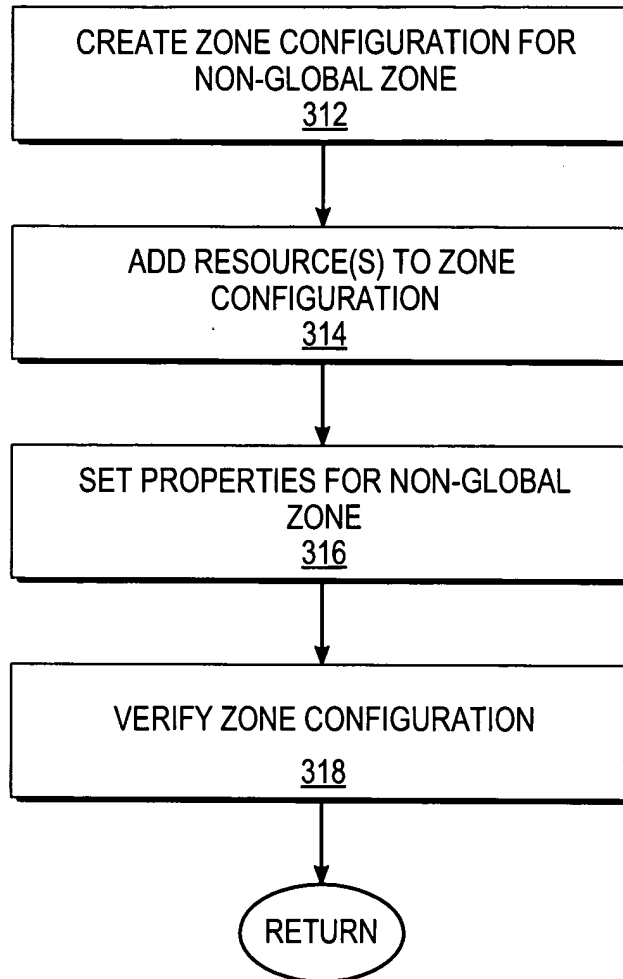 CREATE ZONE CONFIGURATION FOR
NON-GLOBAL ZONE
312
ADD RESOURCE(S) TO ZONE
CONFIGURATION
314
SET PROPERTIES FOR NON-GLOBAL
ZONE
316
VERIFY ZONE CONFIGURATION
318
RETURN